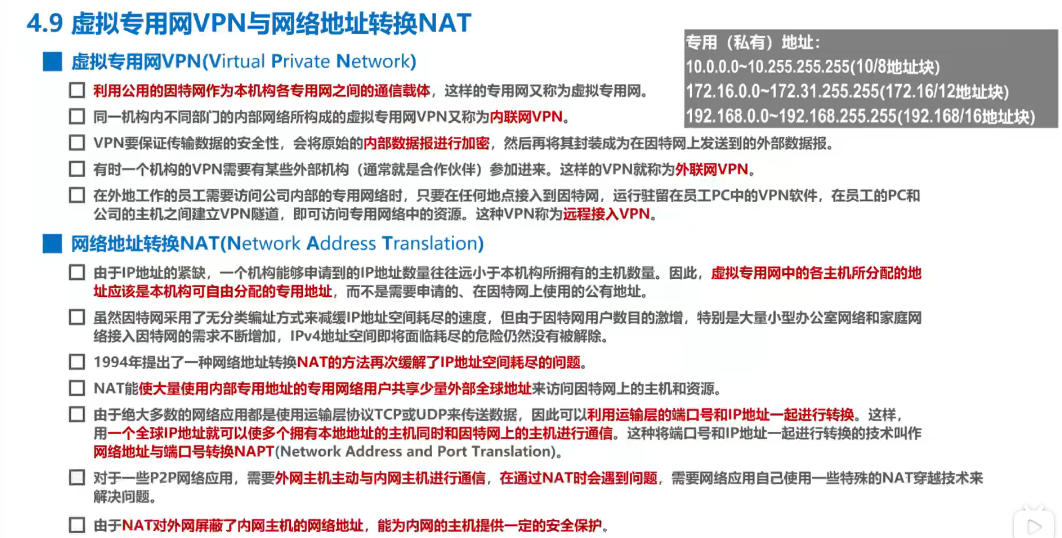 4.9 虚拟专用网VPN与网络地址转换NAT
专用（私有）地址：
10.0.0.0~10.255.255.255(10/8地址块)
172.16.0.0~172.31.255.255(172.16/12地址块)
192.168.0.0~192.168.255.255(192.168/16地址块)
虚拟专用网VPN(Virtual Private Network)
利用公用的因特网作为本机构各专用网之间的通信载体，这样的专用网又称为虚拟专用网。
同一机构内不同部门的内部网络所构成的虚拟专用网VPN又称为内联网VPN。
VPN要保证传输数据的安全性，会将原始的内部数据报进行加密，然后再将其封装成为在因特网上发送到的外部数据报。
有时一个机构的VPN需要有某些外部机构（通常就是合作伙伴）参加进来。这样的VPN就称为外联网VPN。
在外地工作的员工需要访问公司内部的专用网络时，只要在任何地点接入到因特网，运行驻留在员工PC中的VPN软件，在员工的PC和
公司的主机之间建立VPN隧道，即可访问专用网络中的资源。这种VPN称为远程接入VPN。
网络地址转换NAT(Network Address Translation)
由于IP地址的紧缺，一个机构能够申请到的IP地址数量往往远小于本机构所拥有的主机数量。因此，虚拟专用网中的各主机所分配的地
址应该是本机构可自由分配的专用地址，而不是需要申请的、在因特网上使用的公有地址。
虽然因特网采用了无分类编址方式来减缓IP地址空间耗尽的速度，但由于因特网用户数目的激增，特别是大量小型办公室网络和家庭网
络接入因特网的需求不断增加，IPv4地址空间即将面临耗尽的危险仍然没有被解除。
1994年提出了一种网络地址转换NAT的方法再次缓解了IP地址空间耗尽的问题。
NAT能使大量使用内部专用地址的专用网络用户共享少量外部全球地址来访问因特网上的主机和资源。
由于绝大多数的网络应用都是使用运输层协议TCP或UDP来传送数据，因此可以利用运输层的端口号和IP地址一起进行转换。这样，
用一个全球IP地址就可以使多个拥有本地地址的主机同时和因特网上的主机进行通信。这种将端口号和IP地址一起进行转换的技术叫作
网络地址与端口号转换NAPT(Network Address and Port Translation)。
对于一些P2P网络应用，需要外网主机主动与内网主机进行通信，在通过NAT时会遇到问题，需要网络应用自己使用一些特殊的NAT穿越技术来
解决问题。
由于NAT对外网屏蔽了内网主机的网络地址，能为内网的主机提供一定的安全保护。